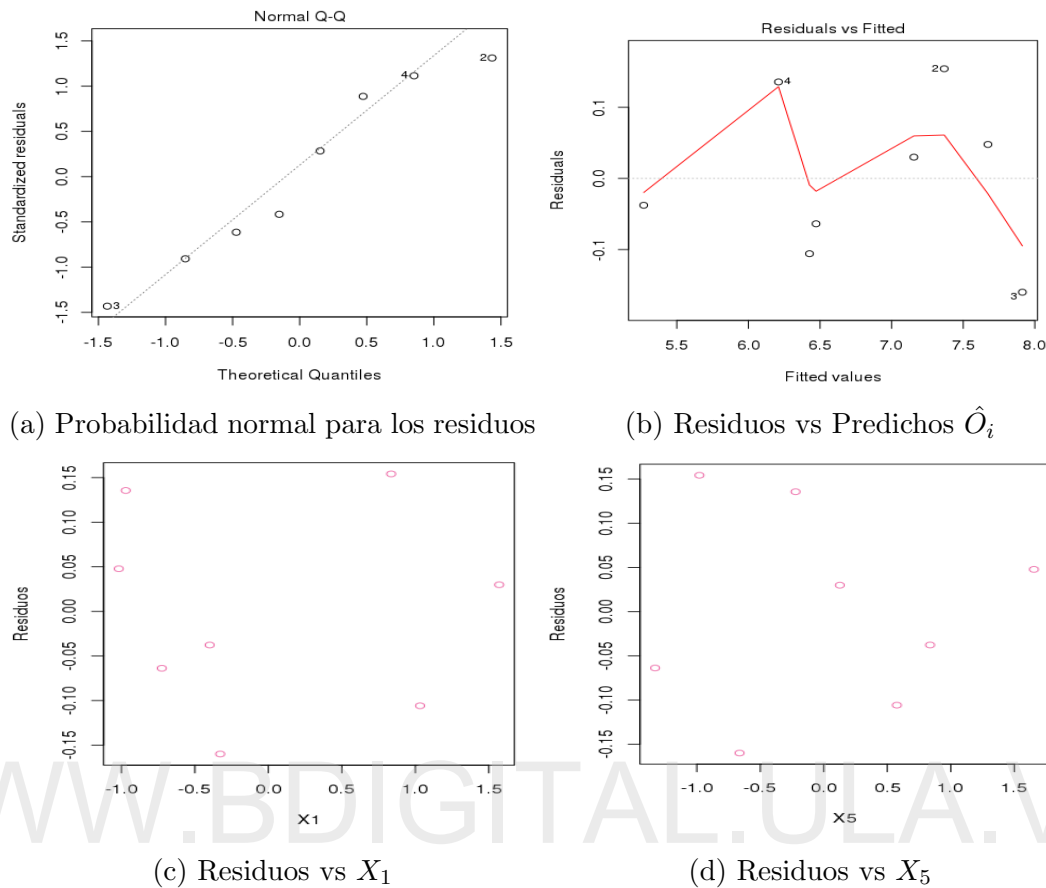 Normal Q-Q
Standardized residuals
1.5
1.0
0.5
0.0
-0.5
-1.0
-1.5
4
2
3
-1.5 -1.0 -0.5 0.0 0.5 1.0 1.5
Theoretical Quantiles
(a) Probabilidad normal para los residuos
Residuals vs Fitted
Residuals
0.1
0.0
-0.1
4
2
3
5.5 6.0 6.5 7.0 7.5 8.0
Fitted values
(b) Residuos vs Predichos Ôᵢ
Residuos
0.15
0.10
0.05
0.00
-0.05
-0.10
-0.15
-1.0 -0.5 0.0 0.5 1.0 1.5
X1
(c) Residuos vs X₁
Residuos
0.15
0.10
0.05
0.00
-0.05
-0.10
-0.15
-1.0 -0.5 0.0 0.5 1.0 1.5
X5
(d) Residuos vs X₅
WW.BDIGITAL.ULA.V